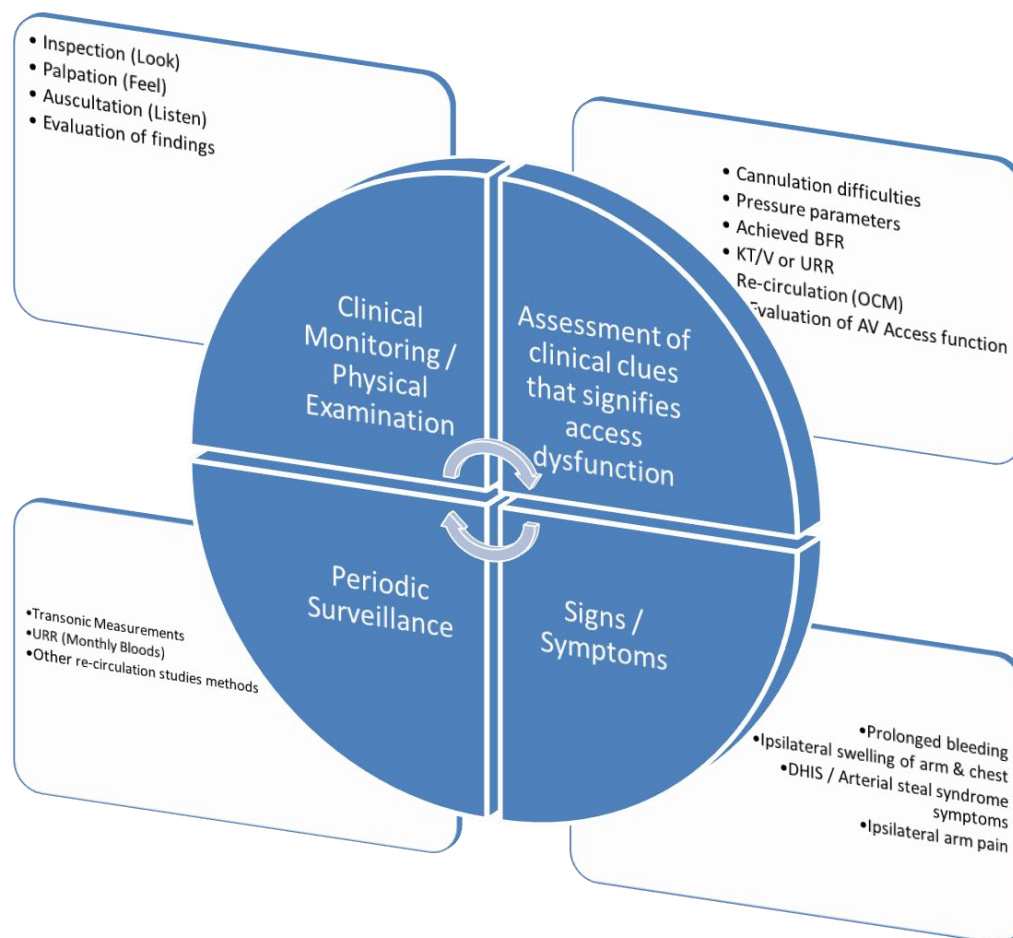 • Inspection (Look)
• Palpation (Feel)
• Auscultation (Listen)
• Evaluation of findings
• Cannulation difficulties
• Pressure parameters
• Achieved BFR
• KT/V or URR
Re-circulation (OCM)
Evaluation of AV Access function
Clinical
Monitoring /
Physical
Examination
Assessment of
clinical clues
that signifies
access
dysfunction
Periodic
Surveillance
Signs /
Symptoms
•Transonic Measurements
•URR (Monthly Bloods)
•Other re-circulation studies methods
•Prolonged bleeding
•Ipsilateral swelling of arm & chest
•DHIS / Arterial steal syndrome
symptoms
•Ipsilateral arm pain